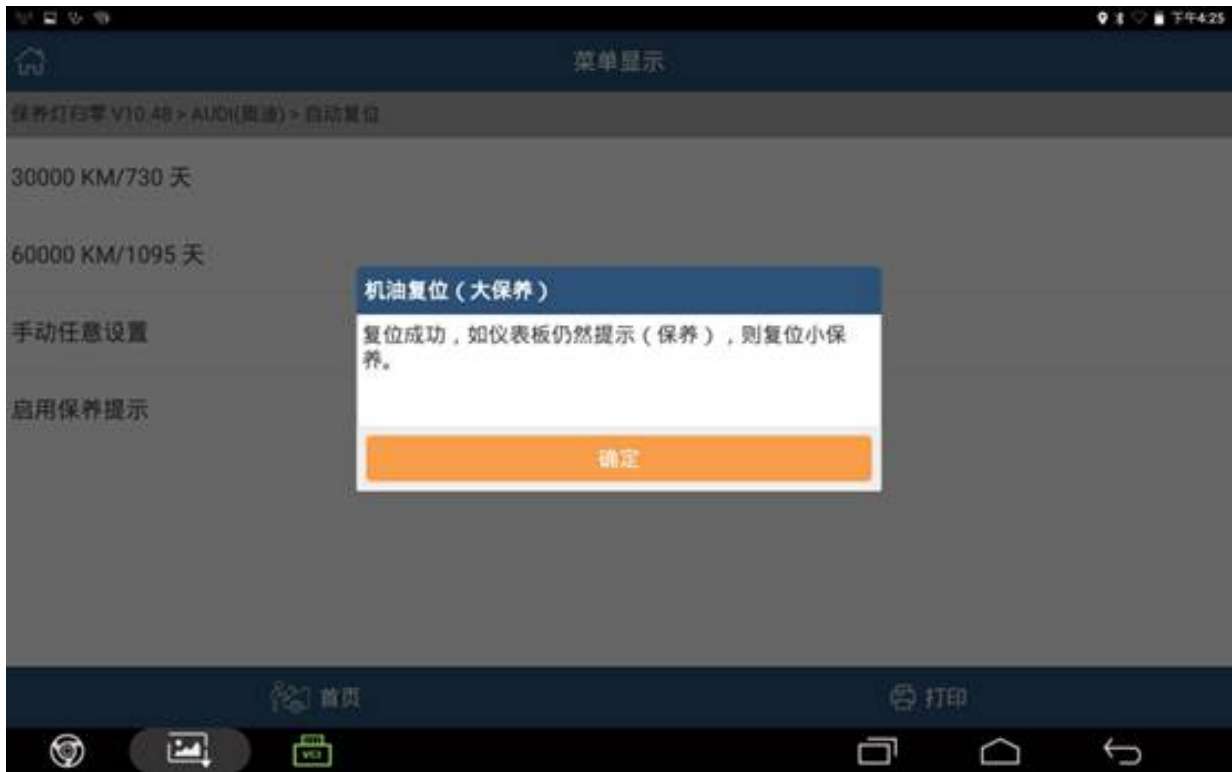 下午4:25
菜单显示
保养灯归零 V10.48 > AUDI(奥迪) > 自动复位
30000 KM/730 天
60000 KM/1095 天
机油复位（大保养）
手动任意设置
复位成功，如仪表板仍然提示（保养），则复位小保
养。
启用保养提示
确定
首页
打印
VCI